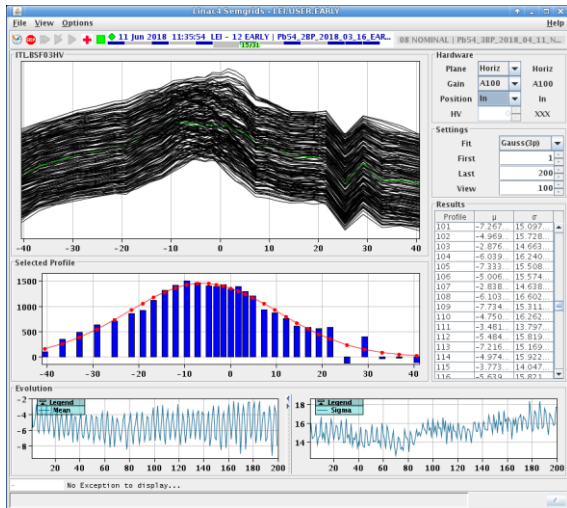 Linac4 Semgrids - LEI.USER.EARLY
File View Options Help
11 Jun 2018 11:35:54 LEI - 12 EARLY | Pb54_2BP_2018_03_16_EAR... 08 NOMINAL | Pb54_3BP_2018_04_11_N...
15/31
ITL.BSF03HV
-40 -30 -20 -10 0 10 20 30 40
Hardware
Plane Horiz Horiz
Gain A100 A100
Position In In
HV 0 XXX
Settings
Fit Gauss(3p)
First 1
Last 200
View 100
Results
Profile μ σ
101 -7.267... 15.097...
102 -4.969... 15.728...
103 -2.876... 14.663...
104 -6.039... 16.240...
105 -7.333... 15.508...
106 -5.006... 15.574...
107 -2.838... 14.638...
108 -6.103... 16.602...
109 -7.734... 15.311...
110 -4.750... 16.262...
111 -3.481... 13.797...
112 -5.484... 15.819...
113 -7.216... 15.169...
114 -4.974... 15.922...
115 -3.773... 14.047...
116 -5.639... 15.821...
Selected Profile
1500
1000
500
0
-40 -30 -20 -10 0 10 20 30 40
Evolution
-2
-4
-6
-8
Legend
Mean
20 40 60 80 100 120 140 160 180 200
18
16
14
Legend
Sigma
20 40 60 80 100 120 140 160 180 200
No Exception to display...